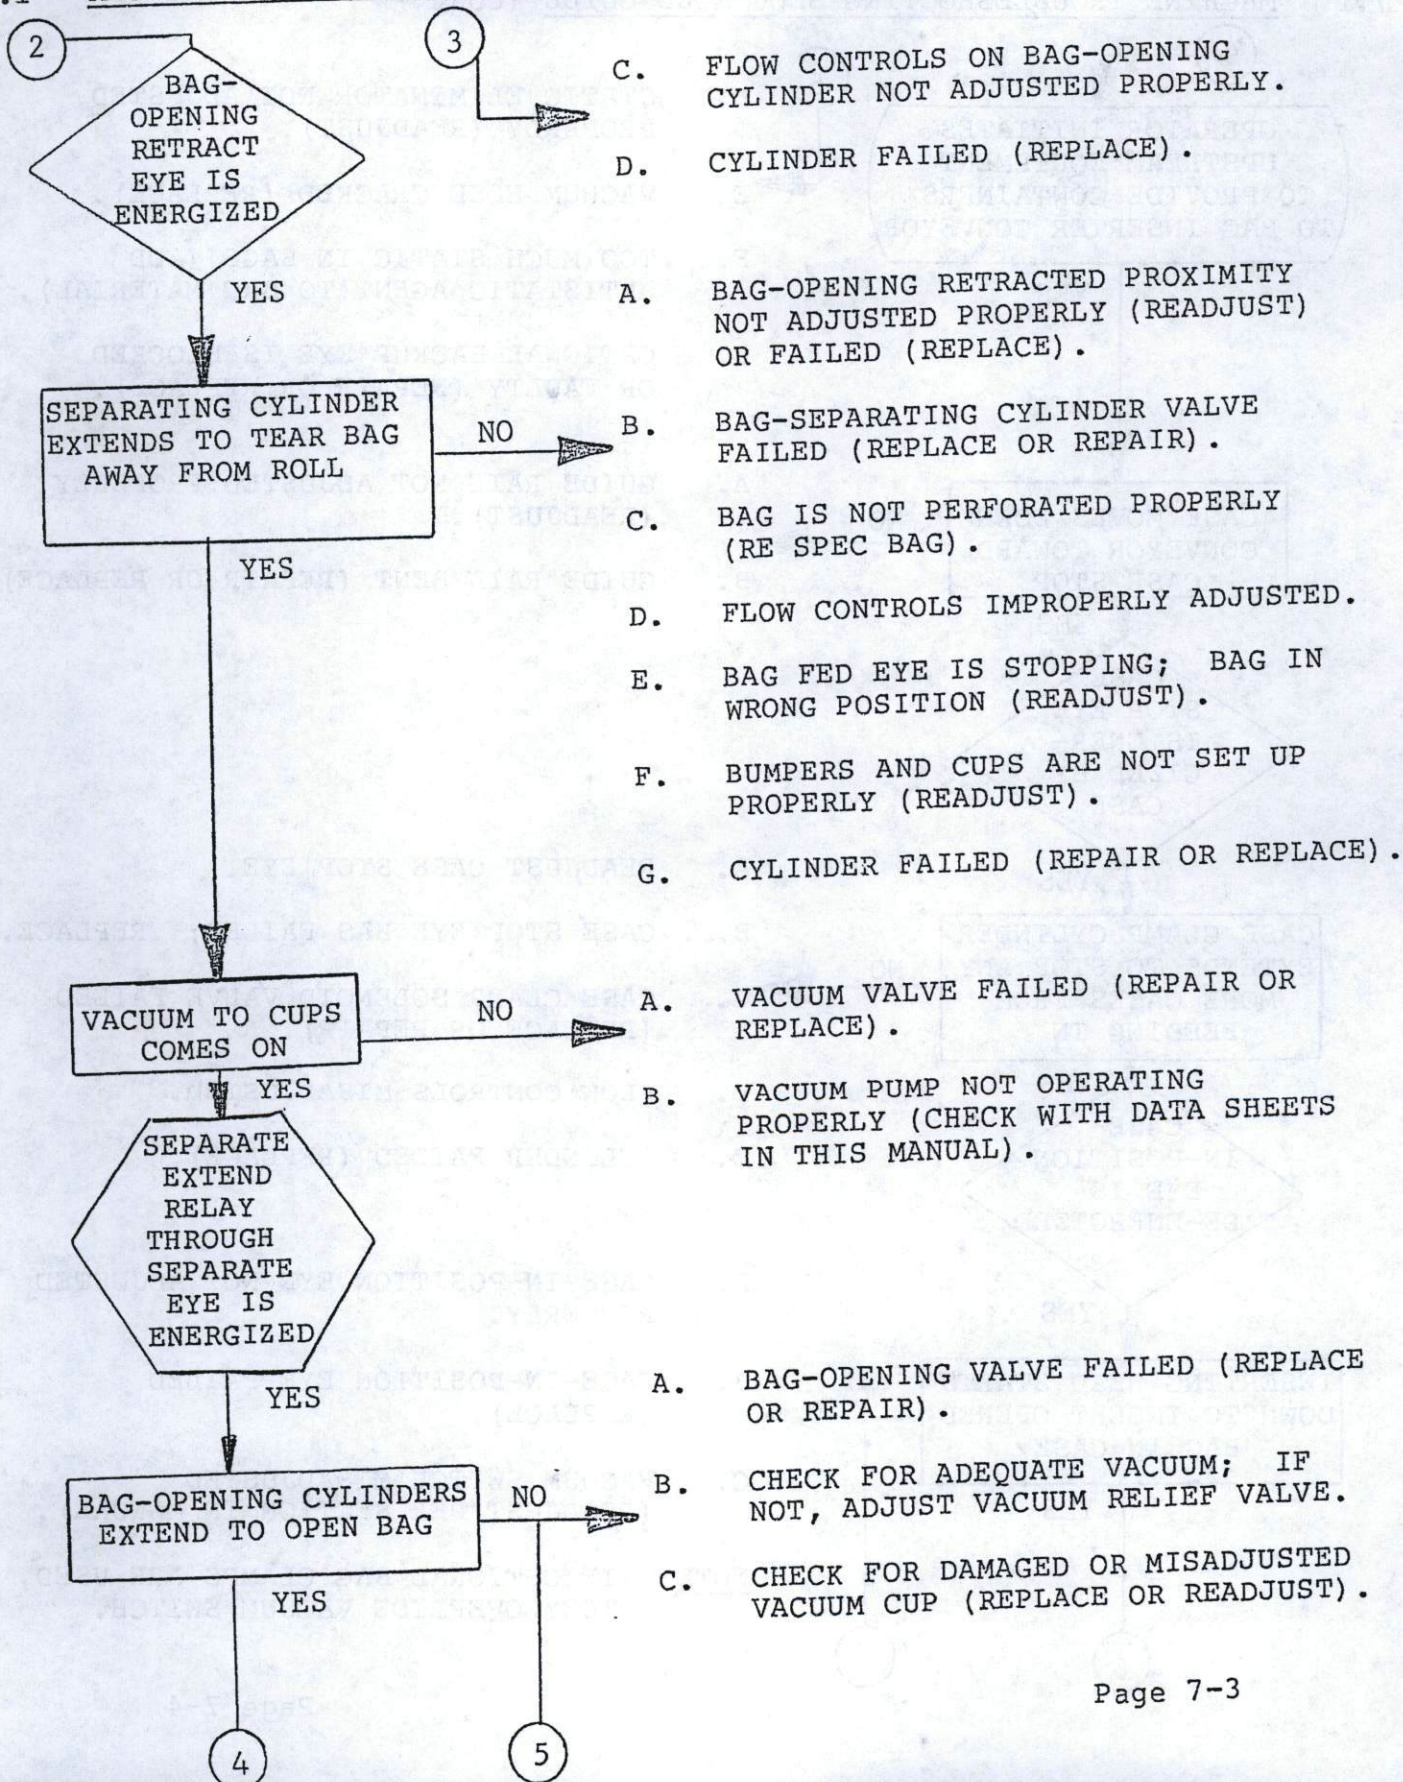 2
3
BAG-
OPENING
RETRACT
EYE IS
ENERGIZED
YES
C. FLOW CONTROLS ON BAG-OPENING
CYLINDER NOT ADJUSTED PROPERLY.
D. CYLINDER FAILED (REPLACE).
SEPARATING CYLINDER
EXTENDS TO TEAR BAG
AWAY FROM ROLL
NO
YES
A. BAG-OPENING RETRACTED PROXIMITY
NOT ADJUSTED PROPERLY (READJUST)
OR FAILED (REPLACE).
B. BAG-SEPARATING CYLINDER VALVE
FAILED (REPLACE OR REPAIR).
C. BAG IS NOT PERFORATED PROPERLY
(RE SPEC BAG).
D. FLOW CONTROLS IMPROPERLY ADJUSTED.
E. BAG FED EYE IS STOPPING; BAG IN
WRONG POSITION (READJUST).
F. BUMPERS AND CUPS ARE NOT SET UP
PROPERLY (READJUST).
G. CYLINDER FAILED (REPAIR OR REPLACE).
VACUUM TO CUPS
COMES ON
NO
YES
A. VACUUM VALVE FAILED (REPAIR OR
REPLACE).
B. VACUUM PUMP NOT OPERATING
PROPERLY (CHECK WITH DATA SHEETS
IN THIS MANUAL).
SEPARATE
EXTEND
RELAY
THROUGH
SEPARATE
EYE IS
ENERGIZED
YES
BAG-OPENING CYLINDERS
EXTEND TO OPEN BAG
NO
YES
A. BAG-OPENING VALVE FAILED (REPLACE
OR REPAIR).
B. CHECK FOR ADEQUATE VACUUM; IF
NOT, ADJUST VACUUM RELIEF VALVE.
C. CHECK FOR DAMAGED OR MISADJUSTED
VACUUM CUP (REPLACE OR READJUST).
4
5
Page 7-3